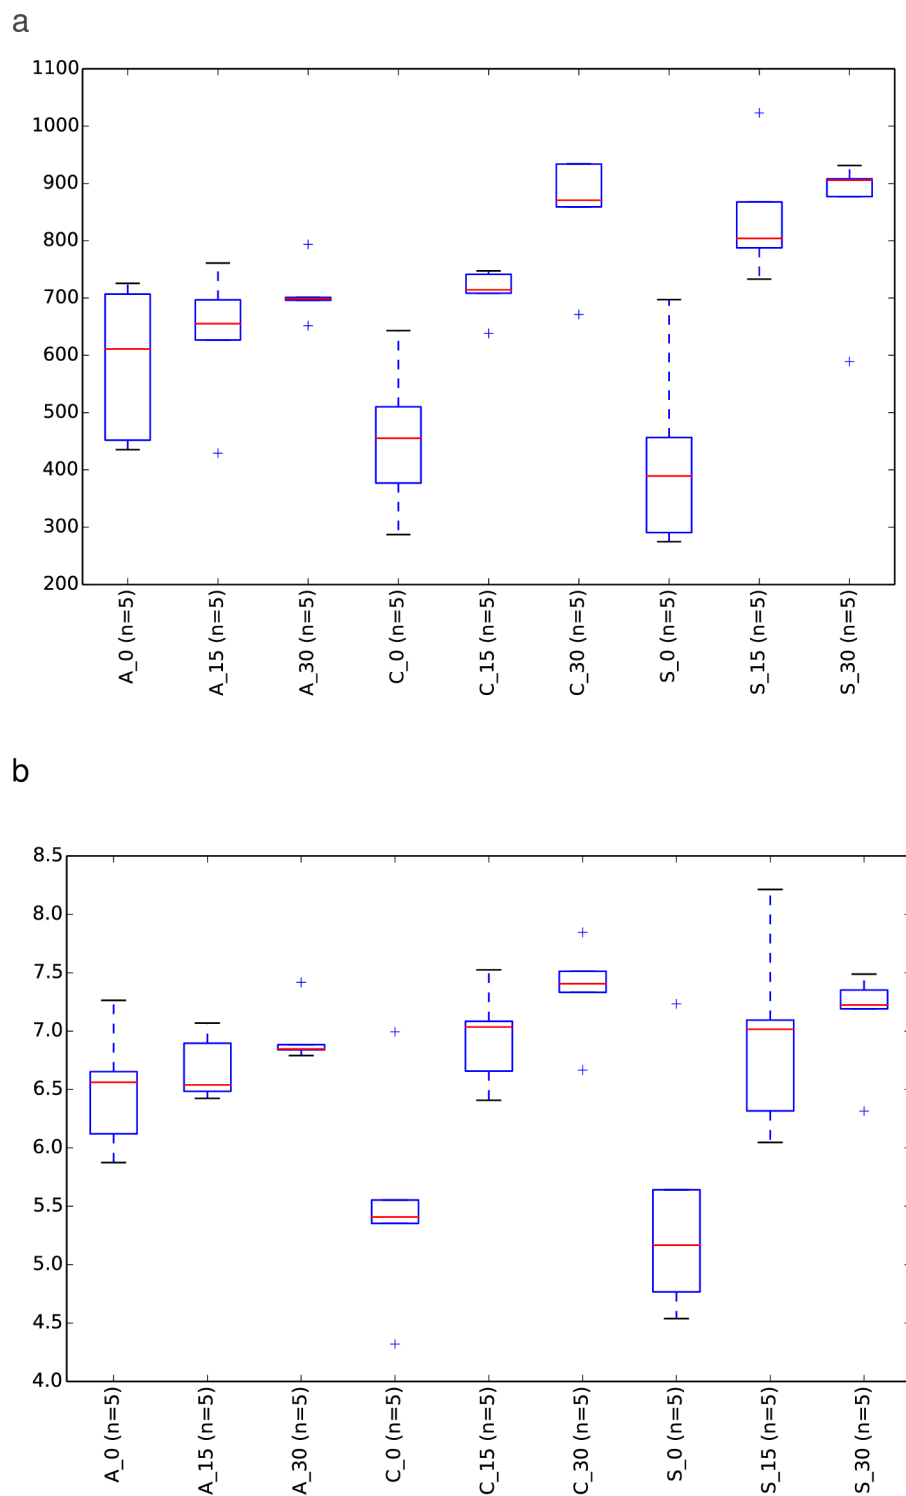 a
1100
1000
900
800
700
600
500
400
300
200
A_0 (n=5)
A_15 (n=5)
A_30 (n=5)
C_0 (n=5)
C_15 (n=5)
C_30 (n=5)
S_0 (n=5)
S_15 (n=5)
S_30 (n=5)
b
8.5
8.0
7.5
7.0
6.5
6.0
5.5
5.0
4.5
4.0
A_0 (n=5)
A_15 (n=5)
A_30 (n=5)
C_0 (n=5)
C_15 (n=5)
C_30 (n=5)
S_0 (n=5)
S_15 (n=5)
S_30 (n=5)